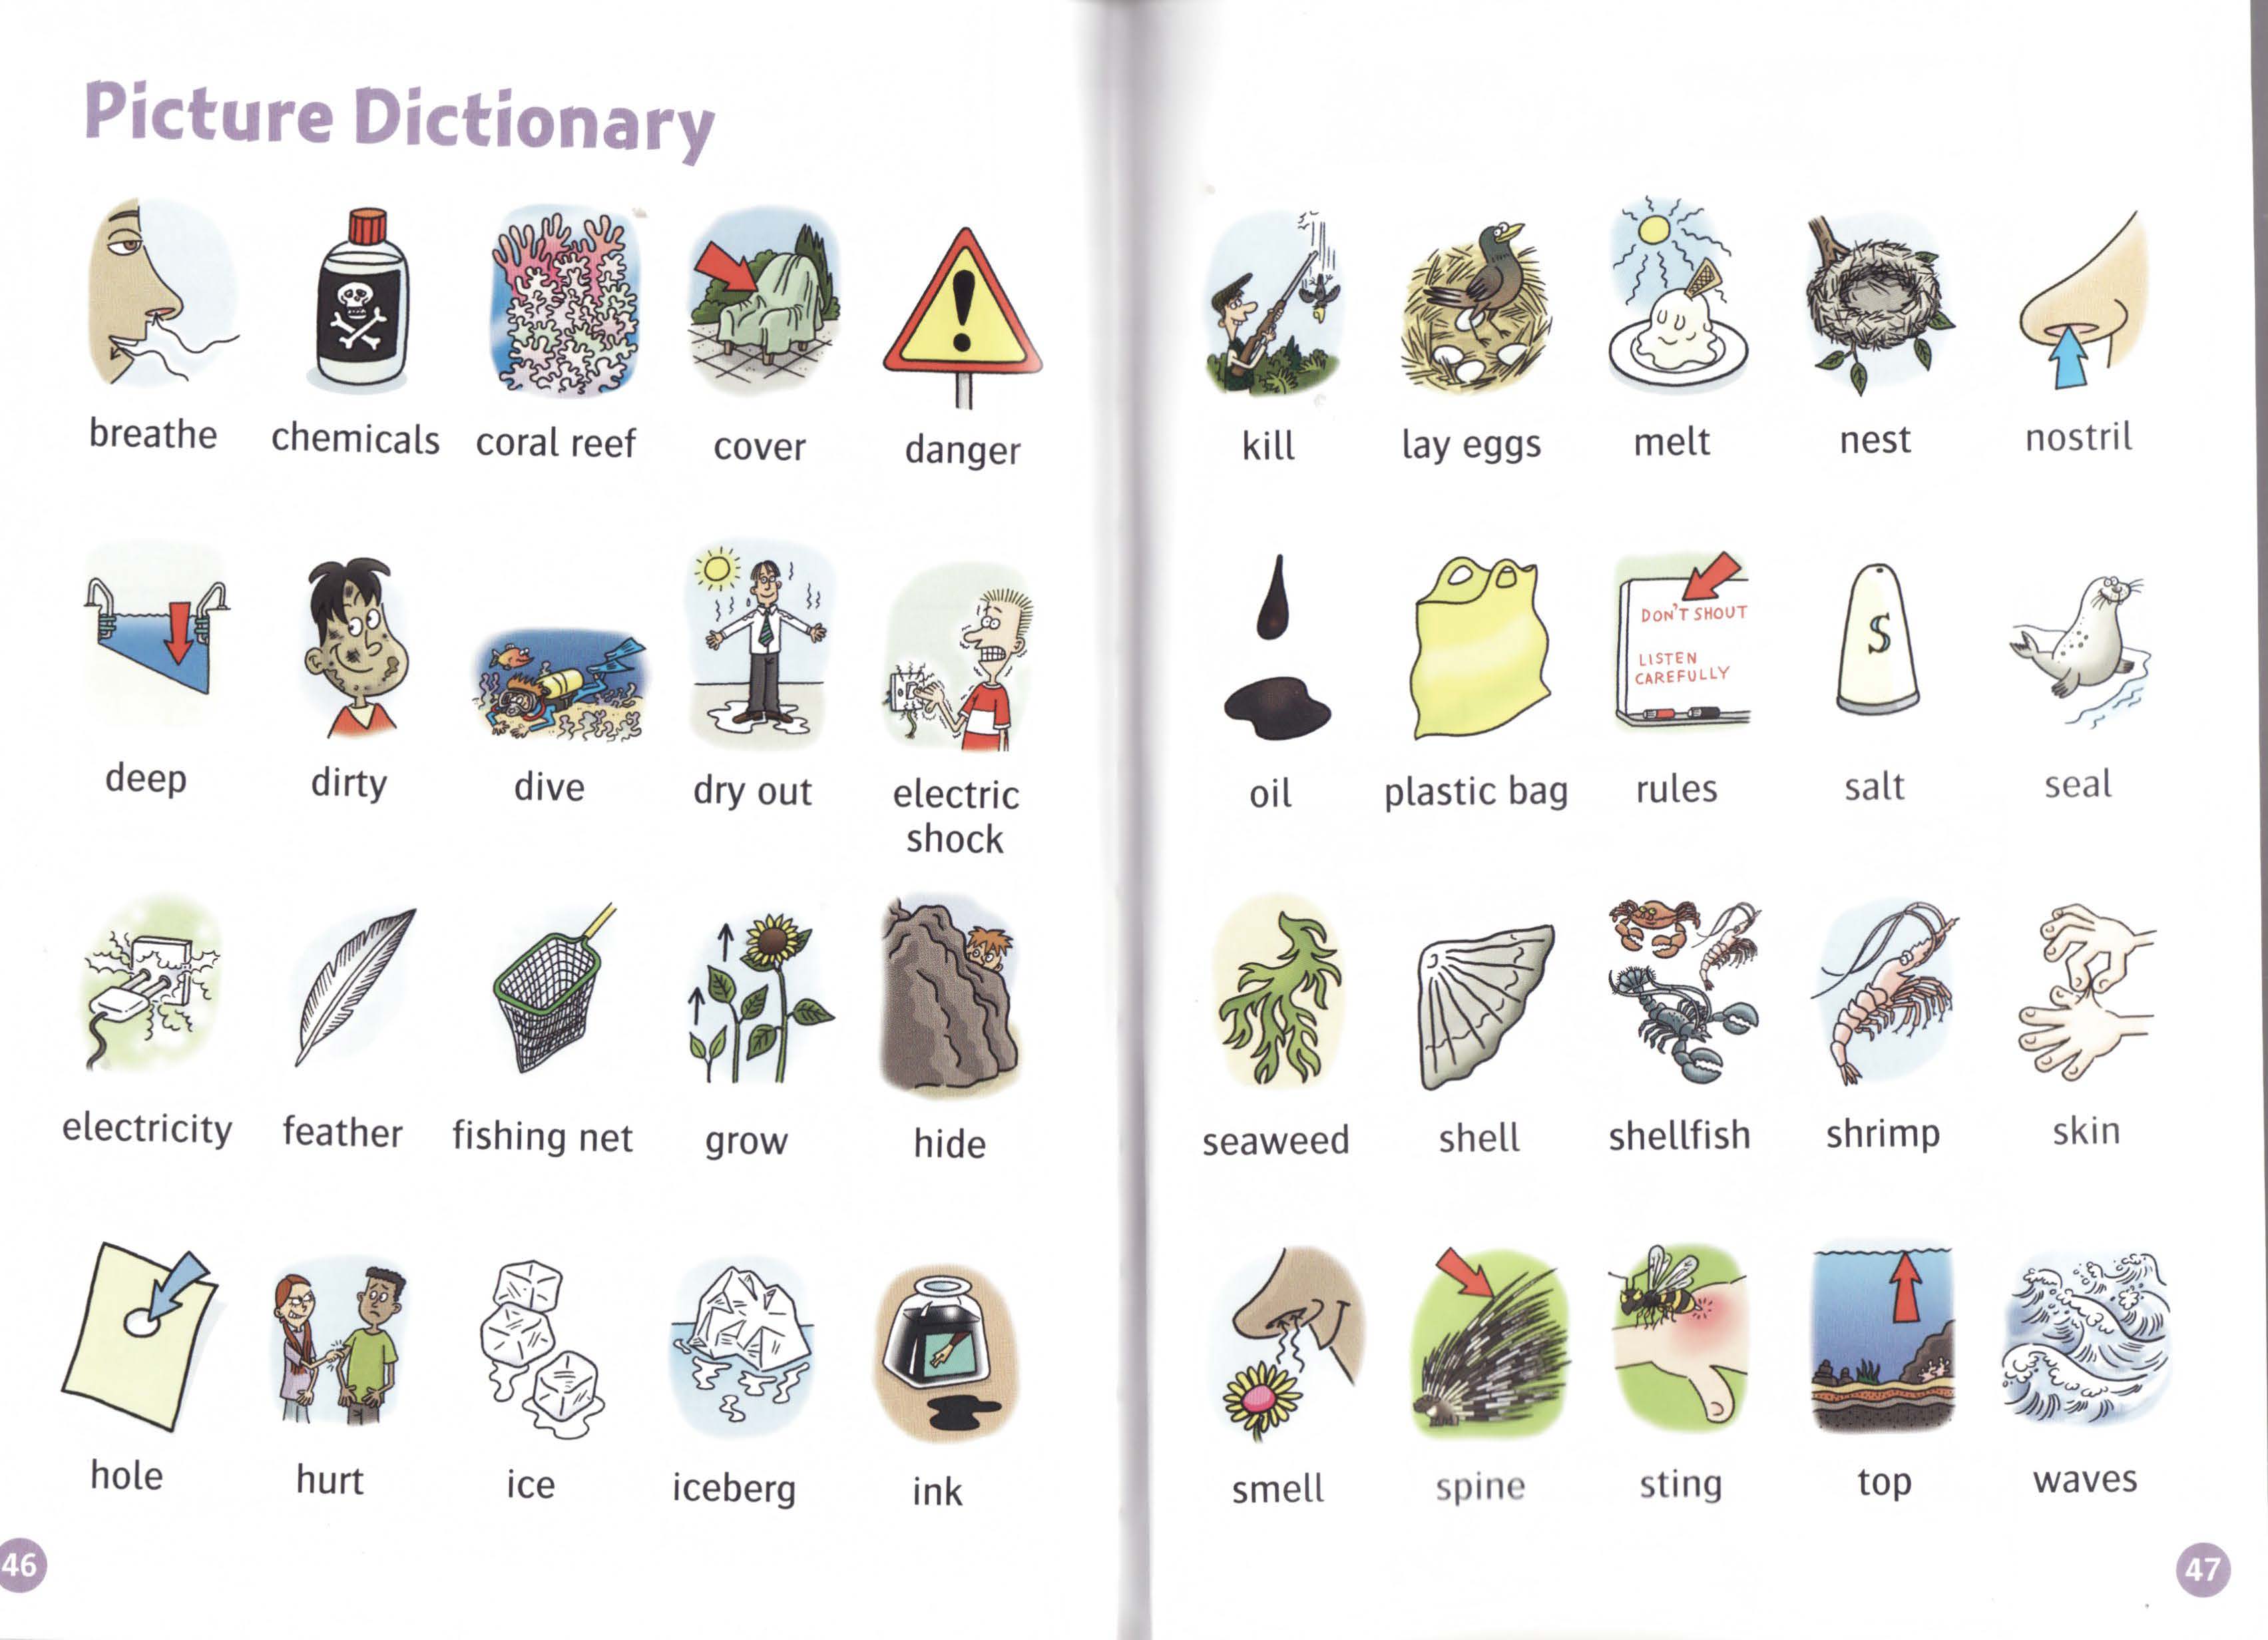 Picture Dictionary
breathe
chemicals
coral reef
cover
danger
deep
dirty
dive
dry out
electric
shock
electricity
feather
fishing net
grow
hide
hole
hurt
ice
iceberg
ink
46
kill
lay eggs
melt
nest
nostril
oil
plastic bag
DON'T SHOUT
LISTEN
CAREFULLY
rules
S
salt
seal
seaweed
shell
shellfish
shrimp
skin
smell
spine
sting
top
waves
47